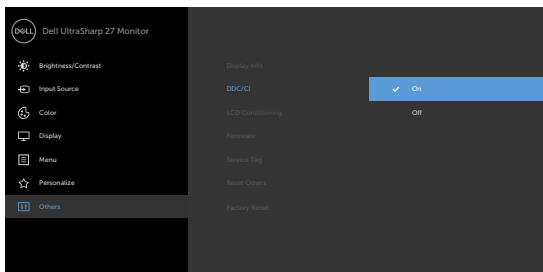 DELL Dell UltraSharp 27 Monitor
Brightness/Contrast
Input Source
Color
Display
Menu
Personalize
Others
Display Info
DDC/CI
LCD Conditioning
Firmware
Service Tag
Reset Others
Factory Reset
On
Off